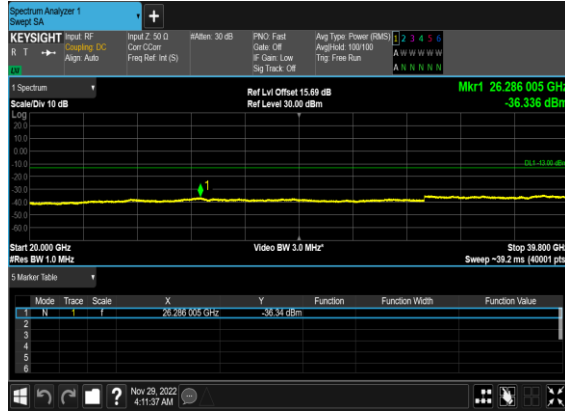 Spectrum Analyzer 1
Swept SA
+
KEYSIGHT Input: RF Input Z: 50 Ω #Atten: 30 dB PNO: Fast Avg Type: Power (RMS) 1 2 3 4 5 6
R T Coupling: DC Corr CCorr Gate: Off Avg|Hold: 100/100 A W W W W W
Align: Auto Freq Ref: Int (S) IF Gain: Low Trig: Free Run
LV Sig Track: Off A N N N N N
1 Spectrum Ref Lvl Offset 15.69 dB Mkr1 26.286 005 GHz
Scale/Div 10 dB Ref Level 30.00 dBm -36.336 dBm
Log
20.0
10.0
0.00
-10.0
DL1 -13.00 dBm
-20.0
-30.0
1
-40.0
-50.0
-60.0
Start 20.000 GHz Video BW 3.0 MHz* Stop 39.800 GHz
#Res BW 1.0 MHz Sweep ~39.2 ms (40001 pts)
5 Marker Table
Mode Trace Scale X Y Function Function Width Function Value
1 N 1 f 26.286 005 GHz -36.34 dBm
2
3
4
5
6
? Nov 29, 2022
4:11:37 AM